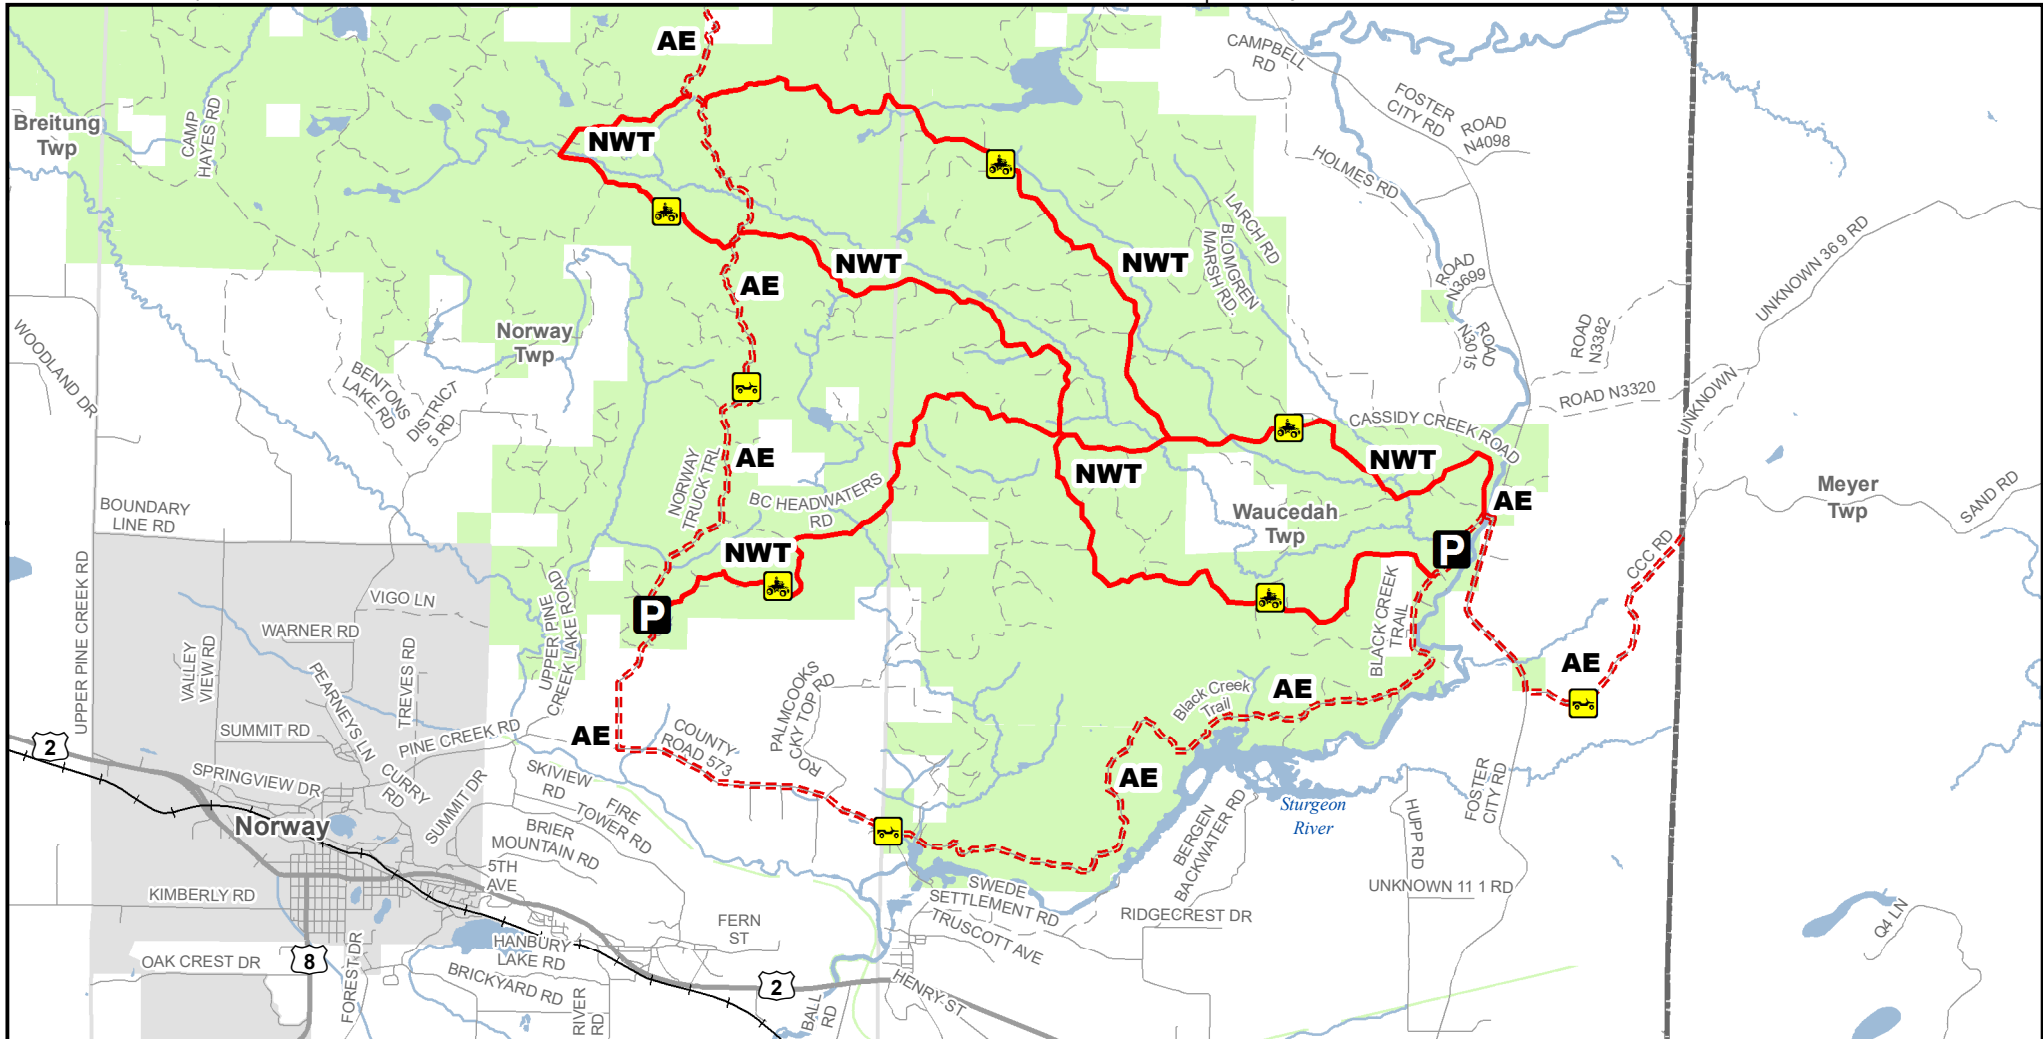 AE
CAMPBELL
RD
FOSTER
CITY RD
ROAD
N4098
Breitung
Twp
CAMP
HAYES RD
NWT
HOLMES RD
LARCH RD
BLOMGREN
MARSH RD.
NWT
NWT
AE
ROAD
N3699
UNKNOWN 36 9 RD
Norway
Twp
ROAD
N3015
ROAD
N3382
WOODLAND DR
BENTONS
LAKE RD
DISTRICT
5 RD
ROAD N3320
UNKNOWN
CASSIDY CREEK ROAD
AE
NWT
NWT
NORWAY
TRUCK TRL
BC HEADWATERS
RD
Meyer
Twp
SAND RD
BOUNDARY
LINE RD
AE
Waucedah
Twp
NWT
P
CCC RD
UPPER PINE CREEK RD
VIGO LN
UPPER PINE
CREEK LAKE ROAD
P
BLACK CREEK
TRAIL
WARNER RD
VALLEY
VIEW RD
PEARNEYS LN
TREVES RD
AE
PALMCOOKS
ROCKY TOP RD
Black Creek
Trail
AE
SUMMIT RD
PINE CREEK RD
AE
COUNTY
ROAD 573
2
SPRINGVIEW DR
CURRY
RD
SUMMIT DR
SKIVIEW
RD
FIRE
TOWER RD
AE
Sturgeon
River
FOSTER
CITY RD
HUPP RD
BERGEN
BACKWATER RD
Norway
BRIER
MOUNTAIN RD
5TH
AVE
KIMBERLY RD
SWEDE
SETTLEMENT RD
UNKNOWN 11 1 RD
RIDGECREST DR
TRUSCOTT AVE
FERN
ST
Q4 LN
HANBURY
LAKE RD
OAK CREST DR
8
FOREST DR
BRICKYARD RD
RIVER
RD
2
BALL
RD
HENRY ST